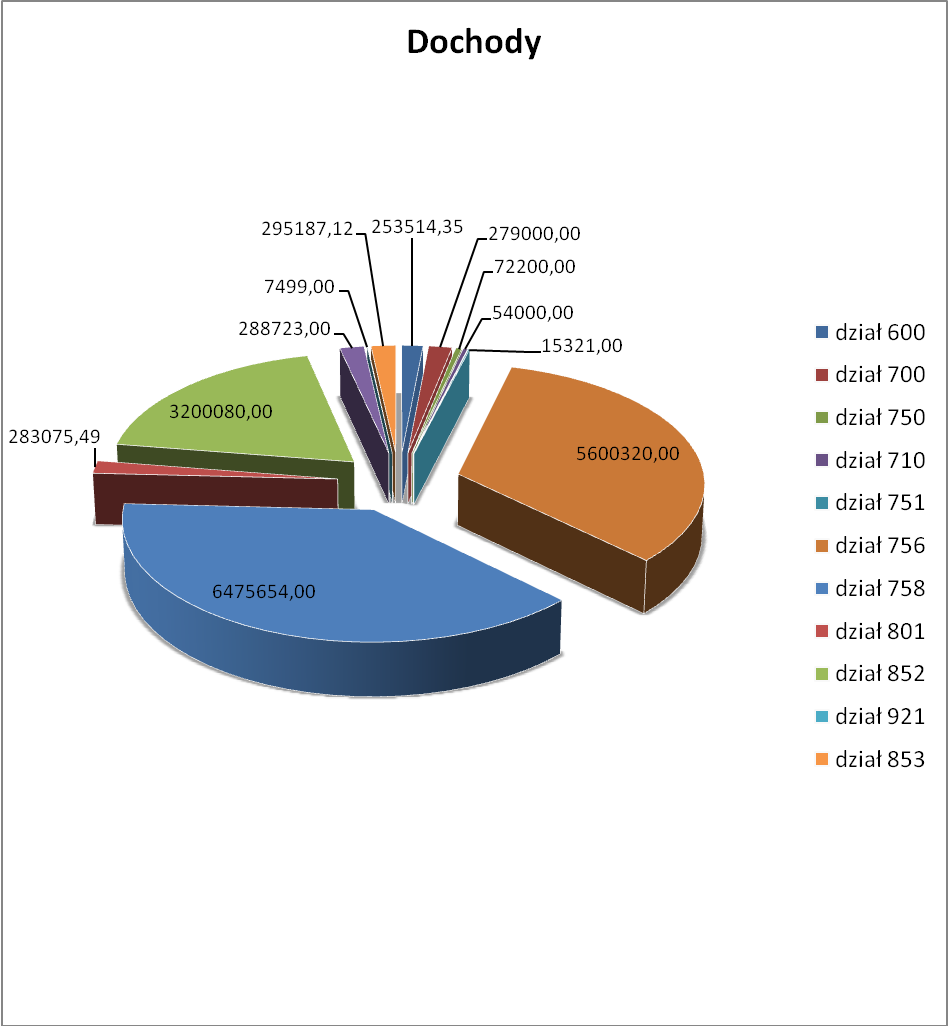 Dochody
295187,12
253514,35
279000,00
72200,00
7499,00
54000,00
288723,00
15321,00
3200080,00
283075,49
5600320,00
6475654,00
dział 600
dział 700
dział 750
dział 710
dział 751
dział 756
dział 758
dział 801
dział 852
dział 921
dział 853